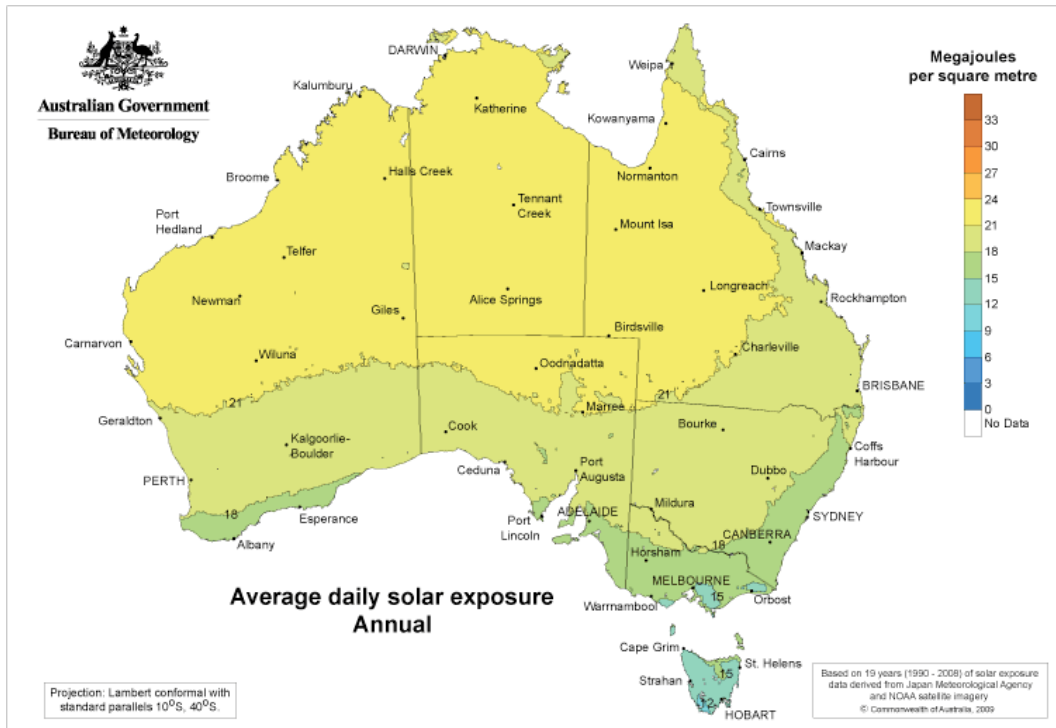 Australian Government
Bureau of Meteorology
DARWIN
Weipa
Kalumburu
Katherine
Kowanyama
Cairns
Broome
Halls Creek
Normanton
Port
Hedland
Tennant
Creek
Townsville
Mount Isa
Telfer
Mackay
Newman
Alice Springs
Longreach
Giles
Rockhampton
Birdsville
Carnarvon
Wiluna
Oodnadatta
Charleville
21
21
BRISBANE
Marree
Geraldton
Cook
Bourke
Kalgoorlie-
Boulder
Coffs
Harbour
Ceduna
Port
Augusta
Dubbo
PERTH
Mildura
18
Esperance
ADELAIDE
SYDNEY
Port
Lincoln
Albany
CANBERRA
18
Horsham
MELBOURNE
15
Warrnambool
Orbost
Cape Grim
St. Helens
15
Strahan
12
HOBART
Megajoules
per square metre
33
30
27
24
21
18
15
12
9
6
3
0
No Data
Average daily solar exposure
Annual
Projection: Lambert conformal with
standard parallels 10°S, 40°S.
Based on 19 years (1990 - 2008) of solar exposure
data derived from Japan Meteorological Agency
and NOAA satellite imagery
© Commonwealth of Australia, 2009